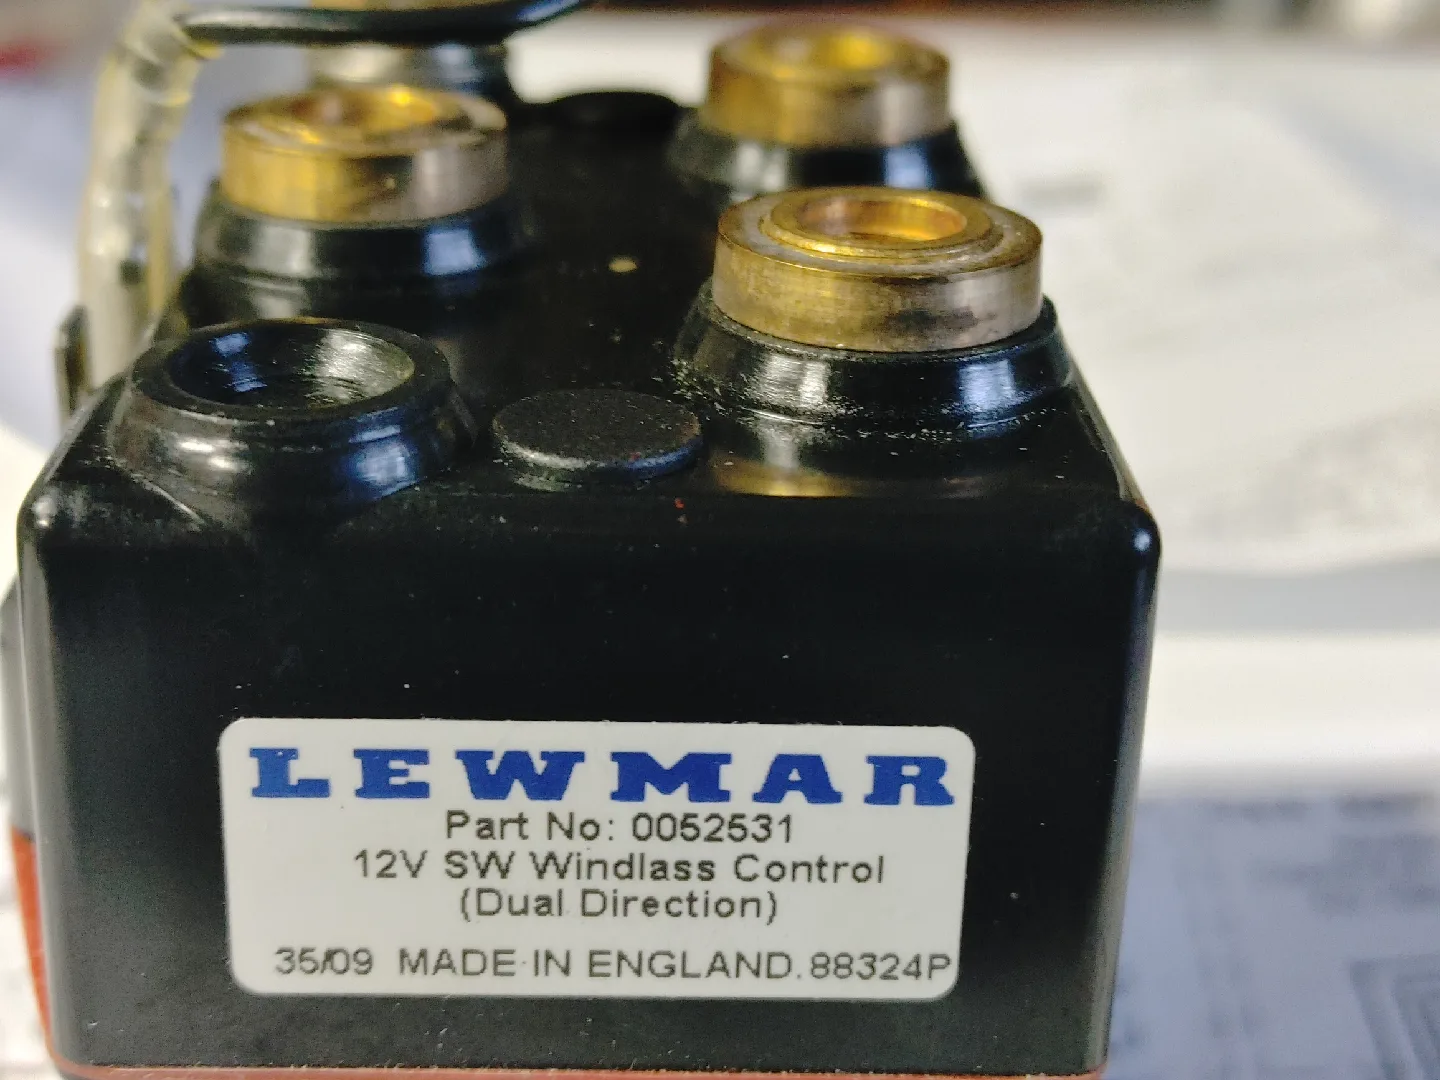 LEWMAR
Part No: 0052531
12V SW Windlass Control
(Dual Direction)
35/09 MADE IN ENGLAND. 88324P